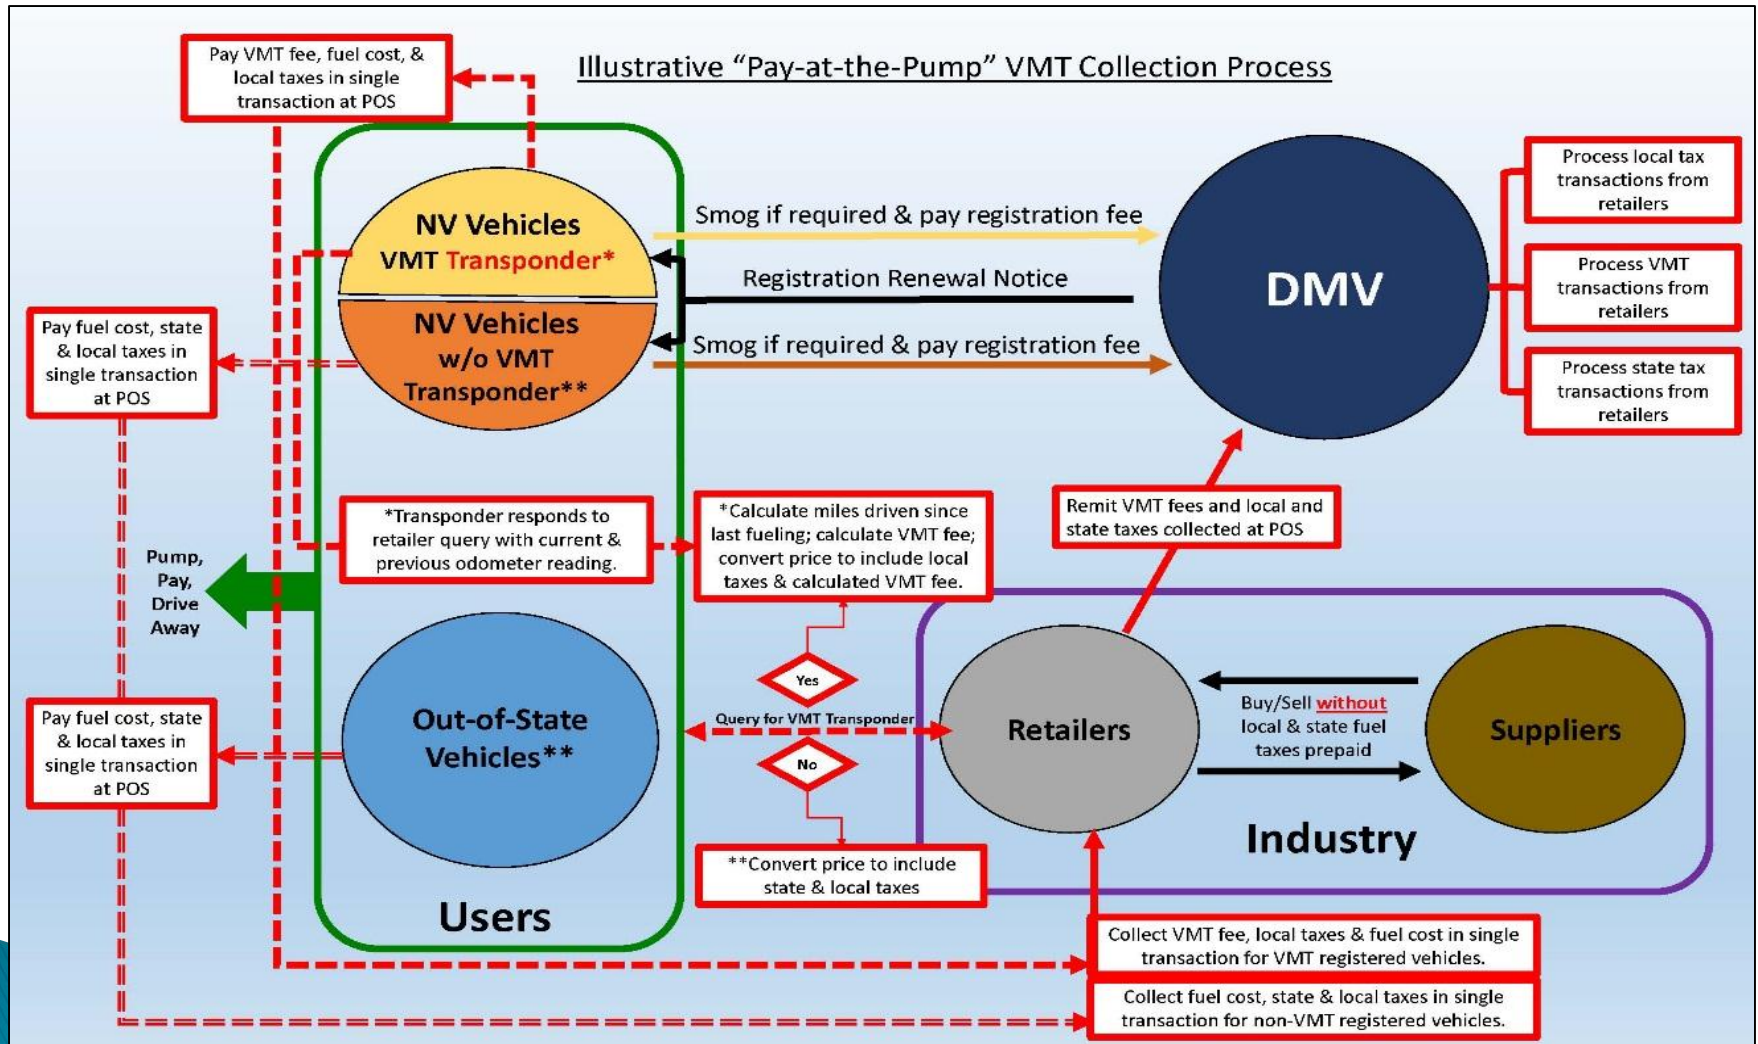 Illustrative “Pay-at-the-Pump” VMT Collection Process
Pay VMT fee, fuel cost, &
local taxes in single
transaction at POS
NV Vehicles
VMT Transponder*
NV Vehicles
w/o VMT
Transponder**
Smog if required & pay registration fee
Registration Renewal Notice
Smog if required & pay registration fee
DMV
Process local tax
transactions from
retailers
Process VMT
transactions from
retailers
Process state tax
transactions from
retailers
Pay fuel cost, state
& local taxes in
single transaction
at POS
*Transponder responds to
retailer query with current &
previous odometer reading.
*Calculate miles driven since
last fueling; calculate VMT fee;
convert price to include local
taxes & calculated VMT fee.
Remit VMT fees and local and
state taxes collected at POS
Pump,
Pay,
Drive
Away
Out-of-State
Vehicles**
Pay fuel cost, state
& local taxes in
single transaction
at POS
Yes
Query for VMT Transponder
No
Retailers
Buy/Sell without
local & state fuel
taxes prepaid
Suppliers
Industry
**Convert price to include
state & local taxes
Users
Collect VMT fee, local taxes & fuel cost in single
transaction for VMT registered vehicles.
Collect fuel cost, state & local taxes in single
transaction for non-VMT registered vehicles.